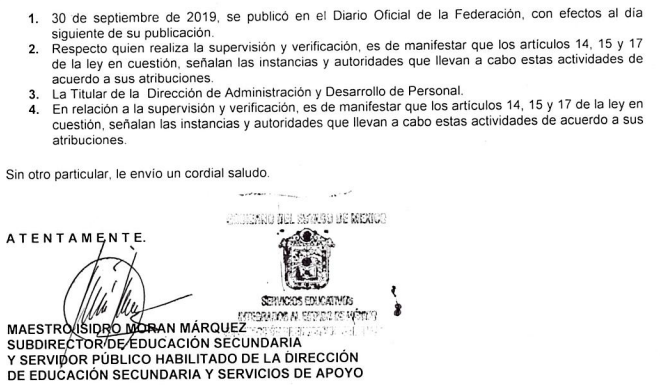 1. 30 de septiembre de 2019, se publicó en el Diario Oficial de la Federación, con efectos al día
siguiente de su publicación.
2. Respecto quien realiza la supervisión y verificación, es de manifestar que los artículos 14, 15 y 17
de la ley en cuestión, señalan las instancias y autoridades que llevan a cabo estas actividades de
acuerdo a sus atribuciones.
3. La Titular de la Dirección de Administración y Desarrollo de Personal.
4. En relación a la supervisión y verificación, es de manifestar que los artículos 14, 15 y 17 de la ley en
cuestión, señalan las instancias y autoridades que llevan a cabo estas actividades de acuerdo a sus
atribuciones.
Sin otro particular, le envío un cordial saludo.
GOBIERNO DEL ESTADO DE MEXICO
A T E N T A M E N T E.
SERVICIOS EDUCATIVOS
INTEGRADOS AL ESTADO DE MÉXICO
MAESTRO ISIDRO MORAN MÁRQUEZ
SUBDIRECTOR DE EDUCACIÓN SECUNDARIA
Y SERVIDOR PÚBLICO HABILITADO DE LA DIRECCIÓN
DE EDUCACIÓN SECUNDARIA Y SERVICIOS DE APOYO